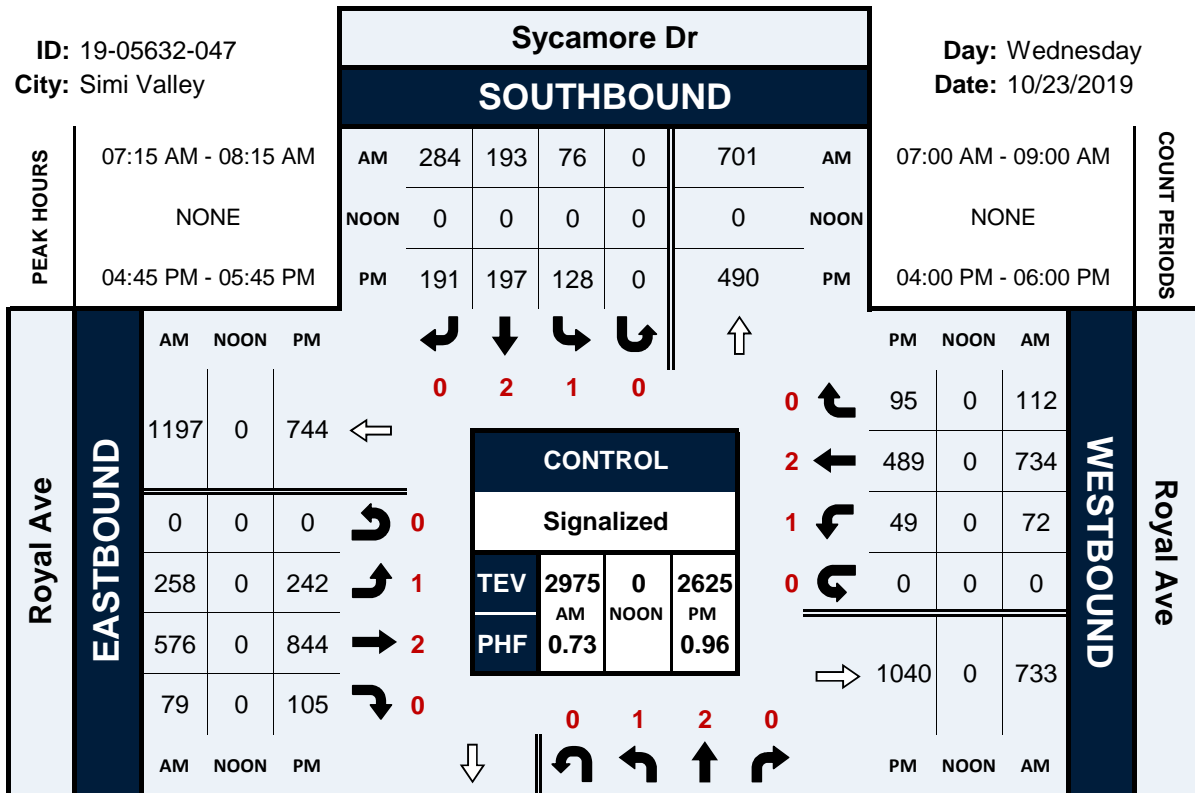 Sycamore Dr
ID: 19-05632-047
City: Simi Valley
Day: Wednesday
Date: 10/23/2019
SOUTHBOUND
PEAK HOURS
07:15 AM - 08:15 AM
NONE
04:45 PM - 05:45 PM
AM 284 193 76 0 701 AM
NOON 0 0 0 0 0 NOON
PM 191 197 128 0 490 PM
07:00 AM - 09:00 AM
NONE
04:00 PM - 06:00 PM
COUNT PERIODS
0 2 1 0
Royal Ave
EASTBOUND
AM NOON PM
1197 0 744
0 0 0 0
258 0 242 1
576 0 844 2
79 0 105 0
AM NOON PM
CONTROL
Signalized
TEV 2975 0 2625
AM NOON PM
PHF 0.73 0.96
PM NOON AM
0 95 0 112
2 489 0 734
1 49 0 72
0 0 0 0
1040 0 733
PM NOON AM
WESTBOUND
Royal Ave
0 1 2 0